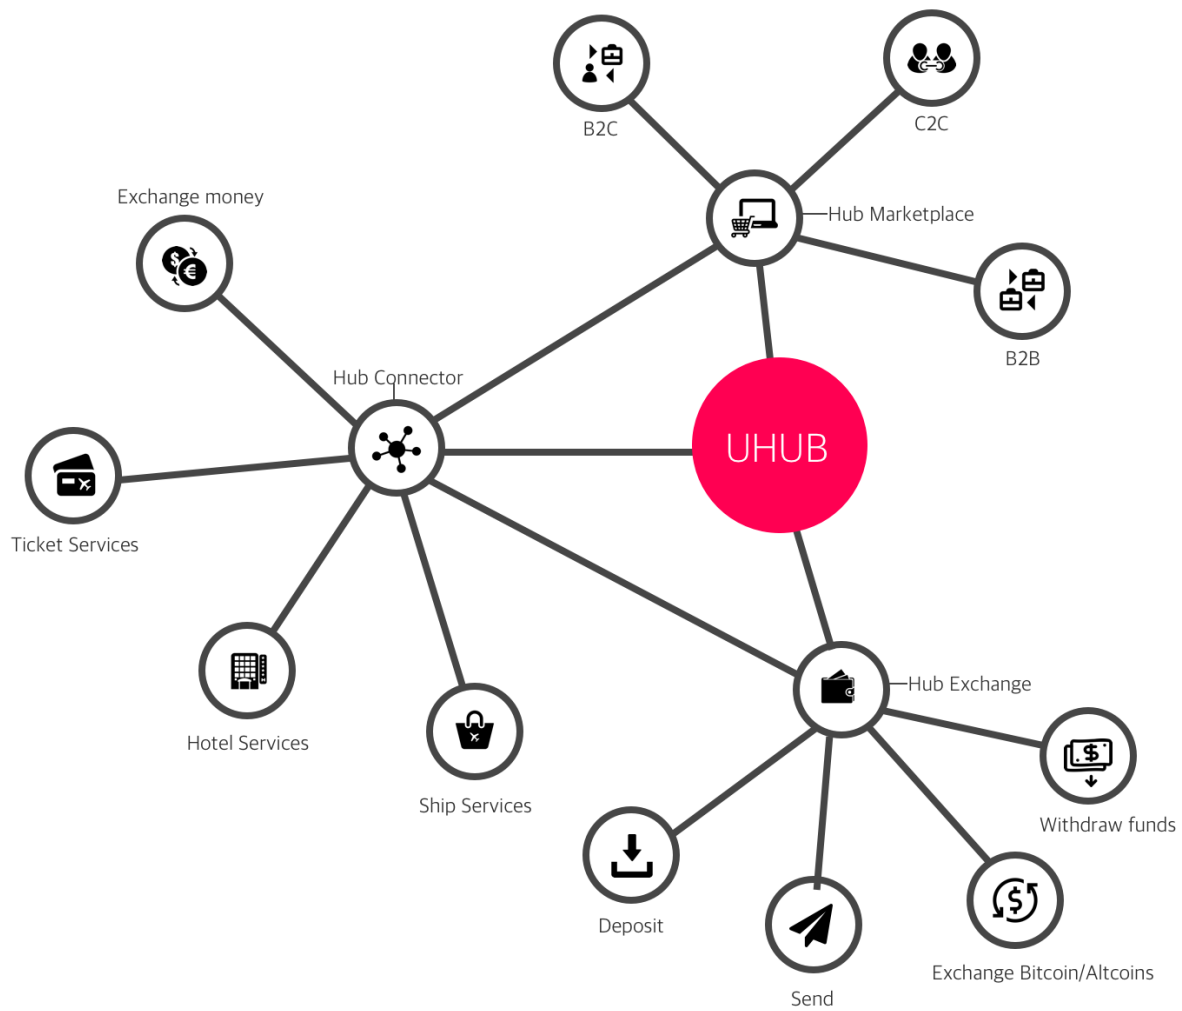 B2C
C2C
Exchange money
Hub Marketplace
B2B
Hub Connector
UHUB
Ticket Services
Hub Exchange
Hotel Services
Ship Services
Withdraw funds
Deposit
Exchange Bitcoin/Altcoins
Send